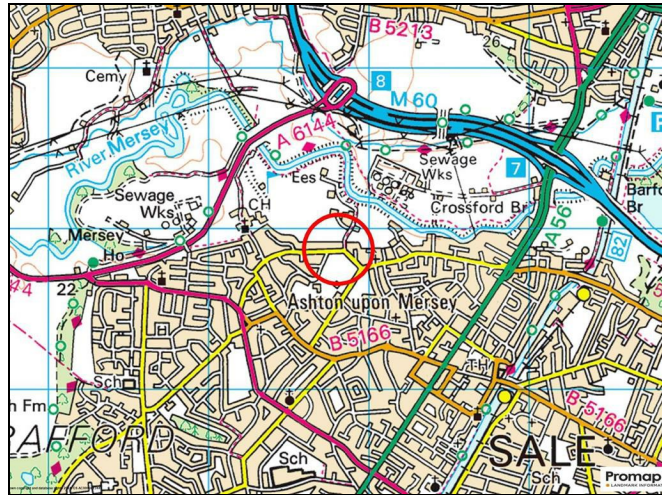 B 5213
26
Cemy
8
M 60
A 6144
River Mersey
Sewage
Wks
7
Ees
Sewage
Wks
CH
Crossford Br
Barfo
Br
A 56
82
Mersey
Ho
44
22
Ashton upon Mersey
B 5166
TH
Sch
B 5166
m Fm
RAFFORD
SALE
Sch
Sch
Promap
LANDMARK INFORMAT